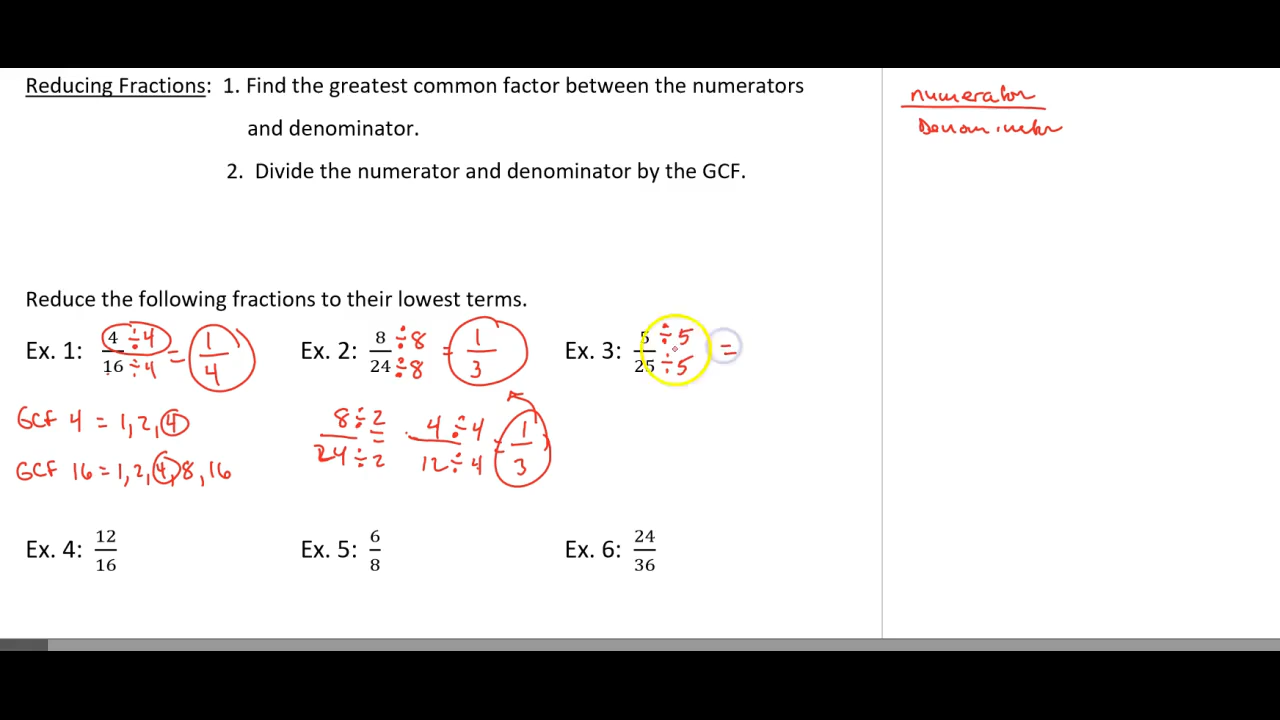 Reducing Fractions: 1. Find the greatest common factor between the numerators
and denominator.
2. Divide the numerator and denominator by the GCF.
numerator
Denominator
Reduce the following fractions to their lowest terms.
Ex. 1: 4/16 ÷4/÷4 = 1/4
Ex. 2: 8/24 ÷8/÷8 = 1/3
Ex. 3: 5/25 ÷5/÷5 =
GCF 4 = 1, 2, 4
GCF 16 = 1, 2, 4, 8, 16
8÷2/24÷2 = 4÷4/12÷4 = 1/3
Ex. 4: 12/16
Ex. 5: 6/8
Ex. 6: 24/36